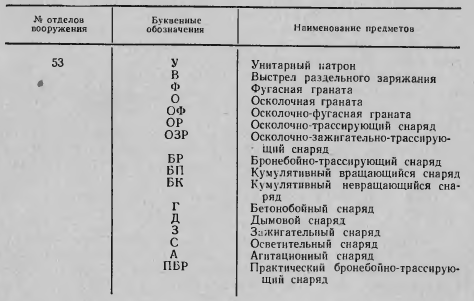 № отделов вооружения
Буквенные обозначения
Наименование предметов
53 У Унитарный патрон
В Выстрел раздельного заряжания
Ф Фугасная граната
О Осколочная граната
ОФ Осколочно-фугасная граната
ОР Осколочно-трассирующий снаряд
ОЗР Осколочно-зажигательно-трассирую-
щий снаряд
БР Бронебойно-трассирующий снаряд
БП Кумулятивный вращающийся снаряд
БК Кумулятивный невращающийся сна-
ряд
Г Бетонобойный снаряд
Д Дымовой снаряд
З Зажигательный снаряд
С Осветительный снаряд
А Агитационный снаряд
ПБР Практический бронебойно-трассирую-
щий снаряд